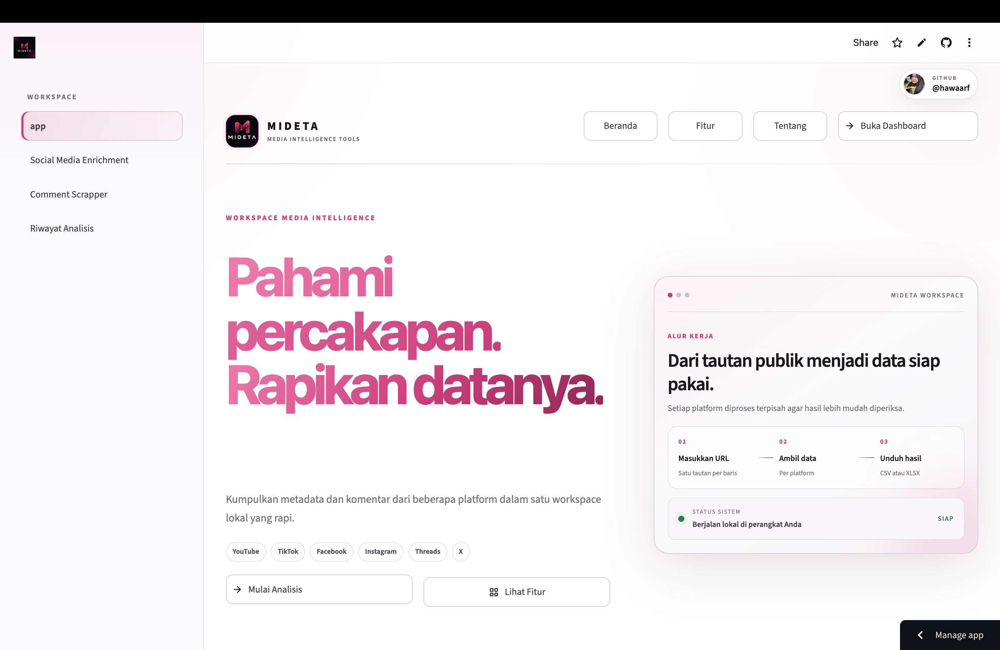 MIDETA
WORKSPACE
app
Social Media Enrichment
Comment Scrapper
Riwayat Analisis
Share
GITHUB
@hawaarf
MIDETA
MIDETA
MEDIA INTELLIGENCE TOOLS
Beranda
Fitur
Tentang
Buka Dashboard
WORKSPACE MEDIA INTELLIGENCE
Pahami
percakapan.
Rapikan datanya.
Kumpulkan metadata dan komentar dari beberapa platform dalam satu workspace
lokal yang rapi.
YouTube
TikTok
Facebook
Instagram
Threads
X
Mulai Analisis
Lihat Fitur
MIDETA WORKSPACE
ALUR KERJA
Dari tautan publik menjadi data siap
pakai.
Setiap platform diproses terpisah agar hasil lebih mudah diperiksa.
01
Masukkan URL
Satu tautan per baris
02
Ambil data
Per platform
03
Unduh hasil
CSV atau XLSX
STATUS SISTEM
Berjalan lokal di perangkat Anda
SIAP
Manage app